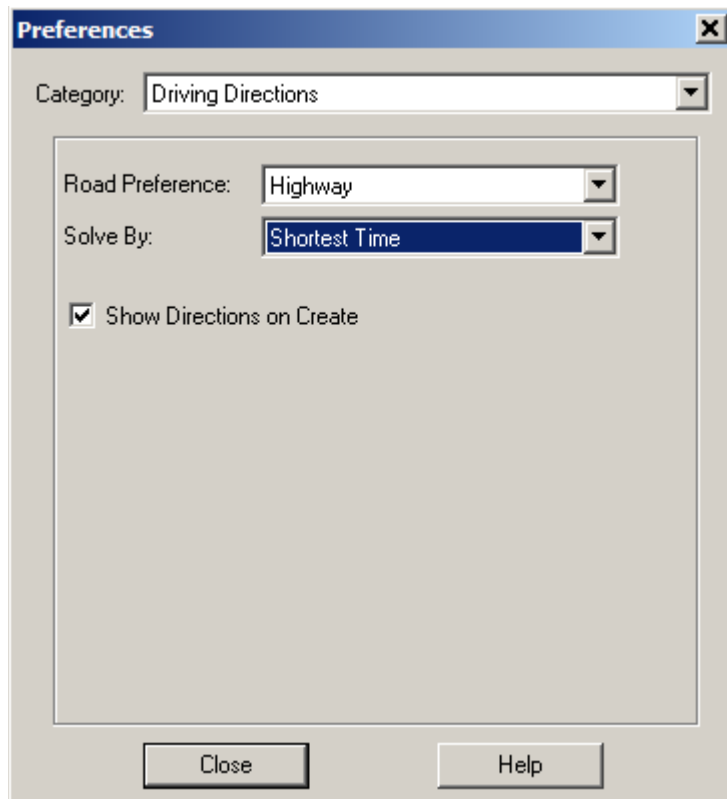 Preferences
Category: Driving Directions
Road Preference: Highway
Solve By: Shortest Time
Show Directions on Create
Close Help